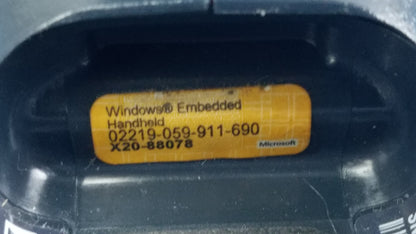 Windows® Embedded
Handheld
02219-059-911-690
X20-88078
Microsoft